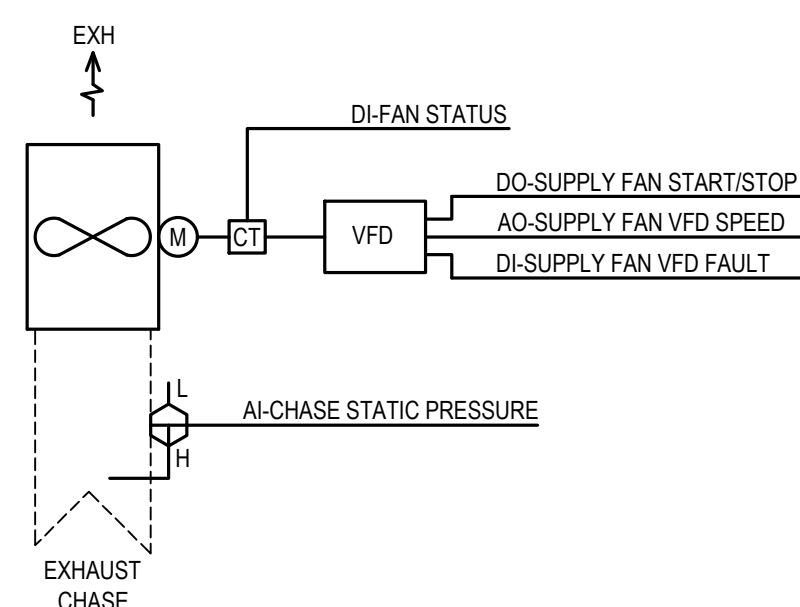 EXH
DI-FAN STATUS
DO-SUPPLY FAN START/STOP
M
CT
VFD
AO-SUPPLY FAN VFD SPEED
DI-SUPPLY FAN VFD FAULT
L
AI-CHASE STATIC PRESSURE
H
EXHAUST
CHASE